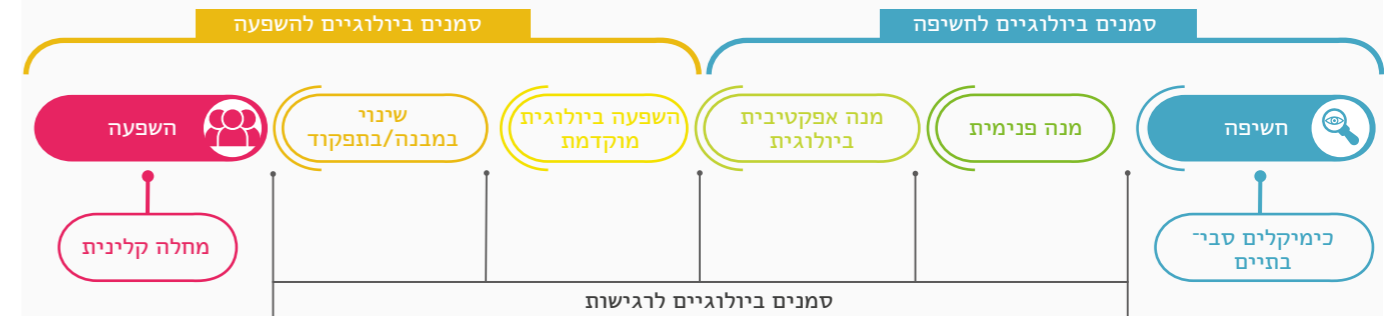 סמנים ביולוגיים לחשיפה
סמנים ביולוגיים להשפעה
חשיפה
מנה פנימית
מנה אפקטיבית
ביולוגית
השפעה ביולוגית
מוקדמת
שינוי
במבנה/בתפקוד
השפעה
כימיקלים סבי־
בתיים
מחלה קלינית
סמנים ביולוגיים לרגישות